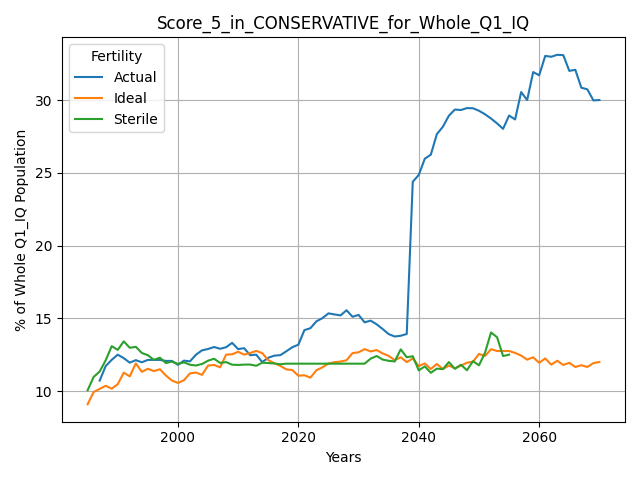 Score_5_in_CONSERVATIVE_for_Whole_Q1_IQ
Fertility
Actual
Ideal
Sterile
% of Whole Q1_IQ Population
30
25
20
15
10
2000 2020 2040 2060
Years